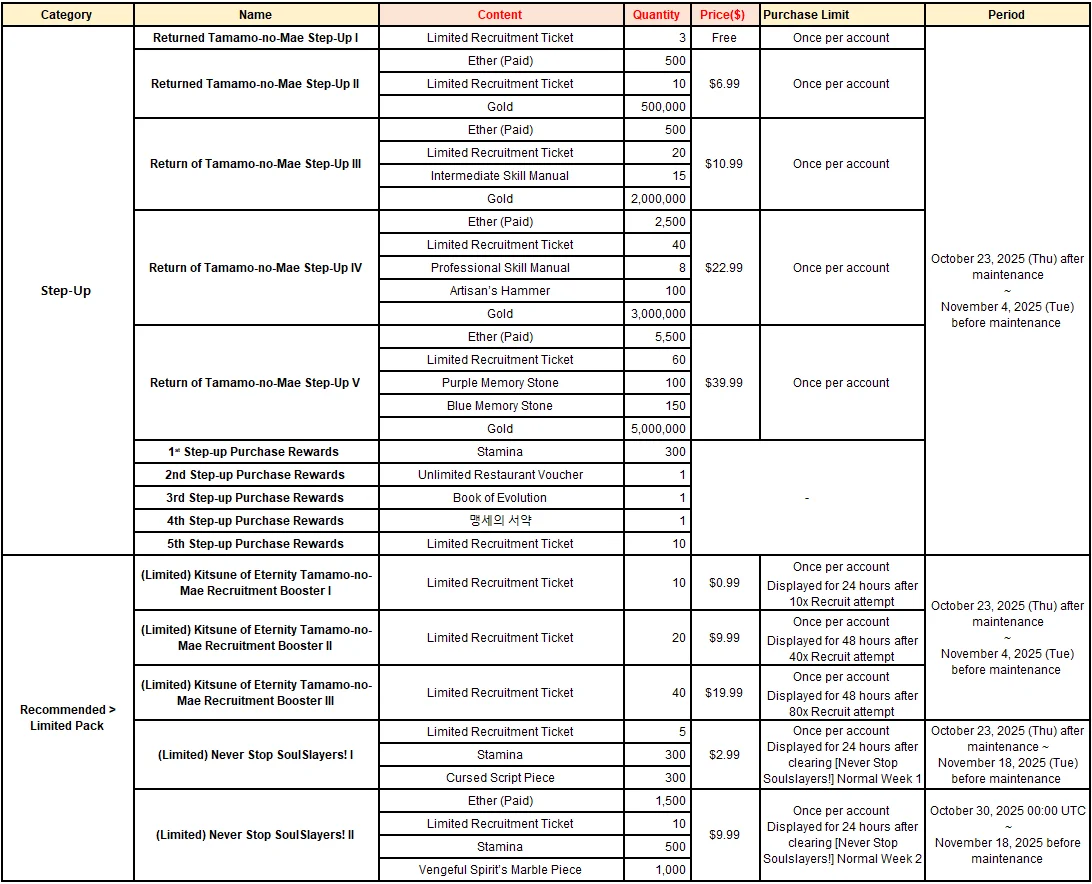 Category Name Content Quantity Price($) Purchase Limit Period
Step-Up
Returned Tamamo-no-Mae Step-Up I
Limited Recruitment Ticket 3
Free
Once per account
October 23, 2025 (Thu) after
maintenance
~
November 4, 2025 (Tue)
before maintenance
Returned Tamamo-no-Mae Step-Up II
Ether (Paid) 500
Limited Recruitment Ticket 10
Gold 500,000
$6.99
Once per account
Return of Tamamo-no-Mae Step-Up III
Ether (Paid) 500
Limited Recruitment Ticket 20
Intermediate Skill Manual 15
Gold 2,000,000
$10.99
Once per account
Return of Tamamo-no-Mae Step-Up IV
Ether (Paid) 2,500
Limited Recruitment Ticket 40
Professional Skill Manual 8
Artisan's Hammer 100
Gold 3,000,000
$22.99
Once per account
Return of Tamamo-no-Mae Step-Up V
Ether (Paid) 5,500
Limited Recruitment Ticket 60
Purple Memory Stone 100
Blue Memory Stone 150
Gold 5,000,000
$39.99
Once per account
1st Step-up Purchase Rewards Stamina 300
2nd Step-up Purchase Rewards Unlimited Restaurant Voucher 1
3rd Step-up Purchase Rewards Book of Evolution 1
4th Step-up Purchase Rewards 맹세의 서약 1
5th Step-up Purchase Rewards Limited Recruitment Ticket 10
-
Recommended >
Limited Pack
(Limited) Kitsune of Eternity Tamamo-no-
Mae Recruitment Booster I
Limited Recruitment Ticket 10
$0.99
Once per account
Displayed for 24 hours after
10x Recruit attempt
October 23, 2025 (Thu) after
maintenance
~
November 4, 2025 (Tue)
before maintenance
(Limited) Kitsune of Eternity Tamamo-no-
Mae Recruitment Booster II
Limited Recruitment Ticket 20
$9.99
Once per account
Displayed for 48 hours after
40x Recruit attempt
(Limited) Kitsune of Eternity Tamamo-no-
Mae Recruitment Booster III
Limited Recruitment Ticket 40
$19.99
Once per account
Displayed for 48 hours after
80x Recruit attempt
(Limited) Never Stop SoulSlayers! I
Limited Recruitment Ticket 5
Stamina 300
Cursed Script Piece 300
$2.99
Once per account
Displayed for 24 hours after
clearing [Never Stop
Soulslayers!] Normal Week 1
October 23, 2025 (Thu) after
maintenance ~
November 18, 2025 (Tue)
before maintenance
(Limited) Never Stop SoulSlayers! II
Ether (Paid) 1,500
Limited Recruitment Ticket 10
Stamina 500
Vengeful Spirit's Marble Piece 1,000
$9.99
Once per account
Displayed for 24 hours after
clearing [Never Stop
Soulslayers!] Normal Week 2
October 30, 2025 00:00 UTC
~
November 18, 2025 before
maintenance